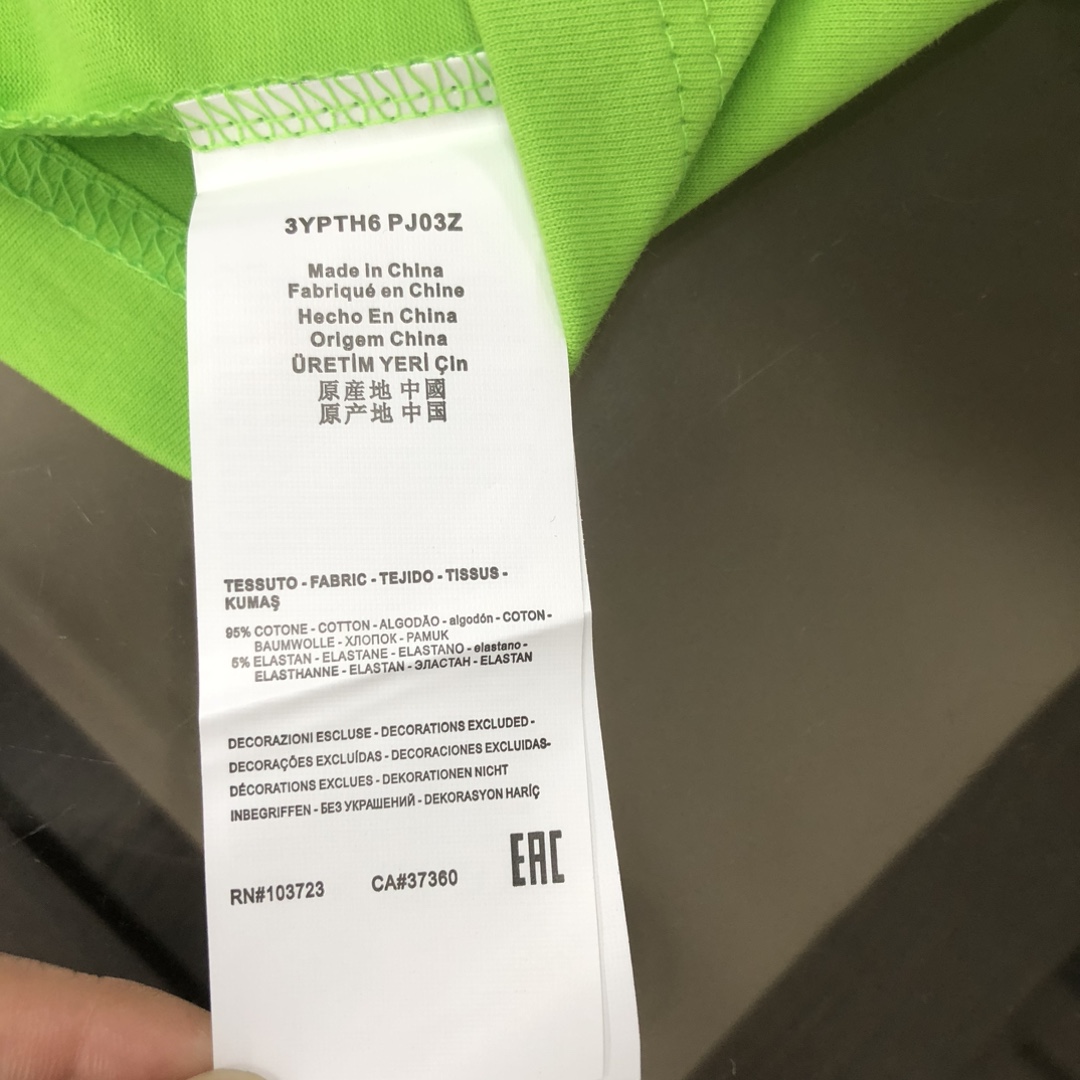 3YPTH6 PJ03Z
Made In China
Fabriqué en Chine
Hecho En China
Origem China
ÜRETİM YERİ Çin
原産地 中國
原产地 中国
TESSUTO - FABRIC - TEJIDO - TISSUS -
KUMAŞ
95% COTONE - COTTON - ALGODÃO - algodón - COTON -
BAUMWOLLE - ХЛОПОК - PAMUK
5% ELASTAN - ELASTANE - ELASTANO - elastano -
ELASTHANNE - ELASTAN - ЭЛАСТАН - ELASTAN
DECORAZIONI ESCLUSE - DECORATIONS EXCLUDED -
DECORAÇÕES EXCLUÍDAS - DECORACIONES EXCLUIDAS-
DÉCORATIONS EXCLUES - DEKORATIONEN NICHT
INBEGRIFFEN - БЕЗ УКРАШЕНИЙ - DEKORASYON HARİÇ
RN#103723 CA#37360 EAC